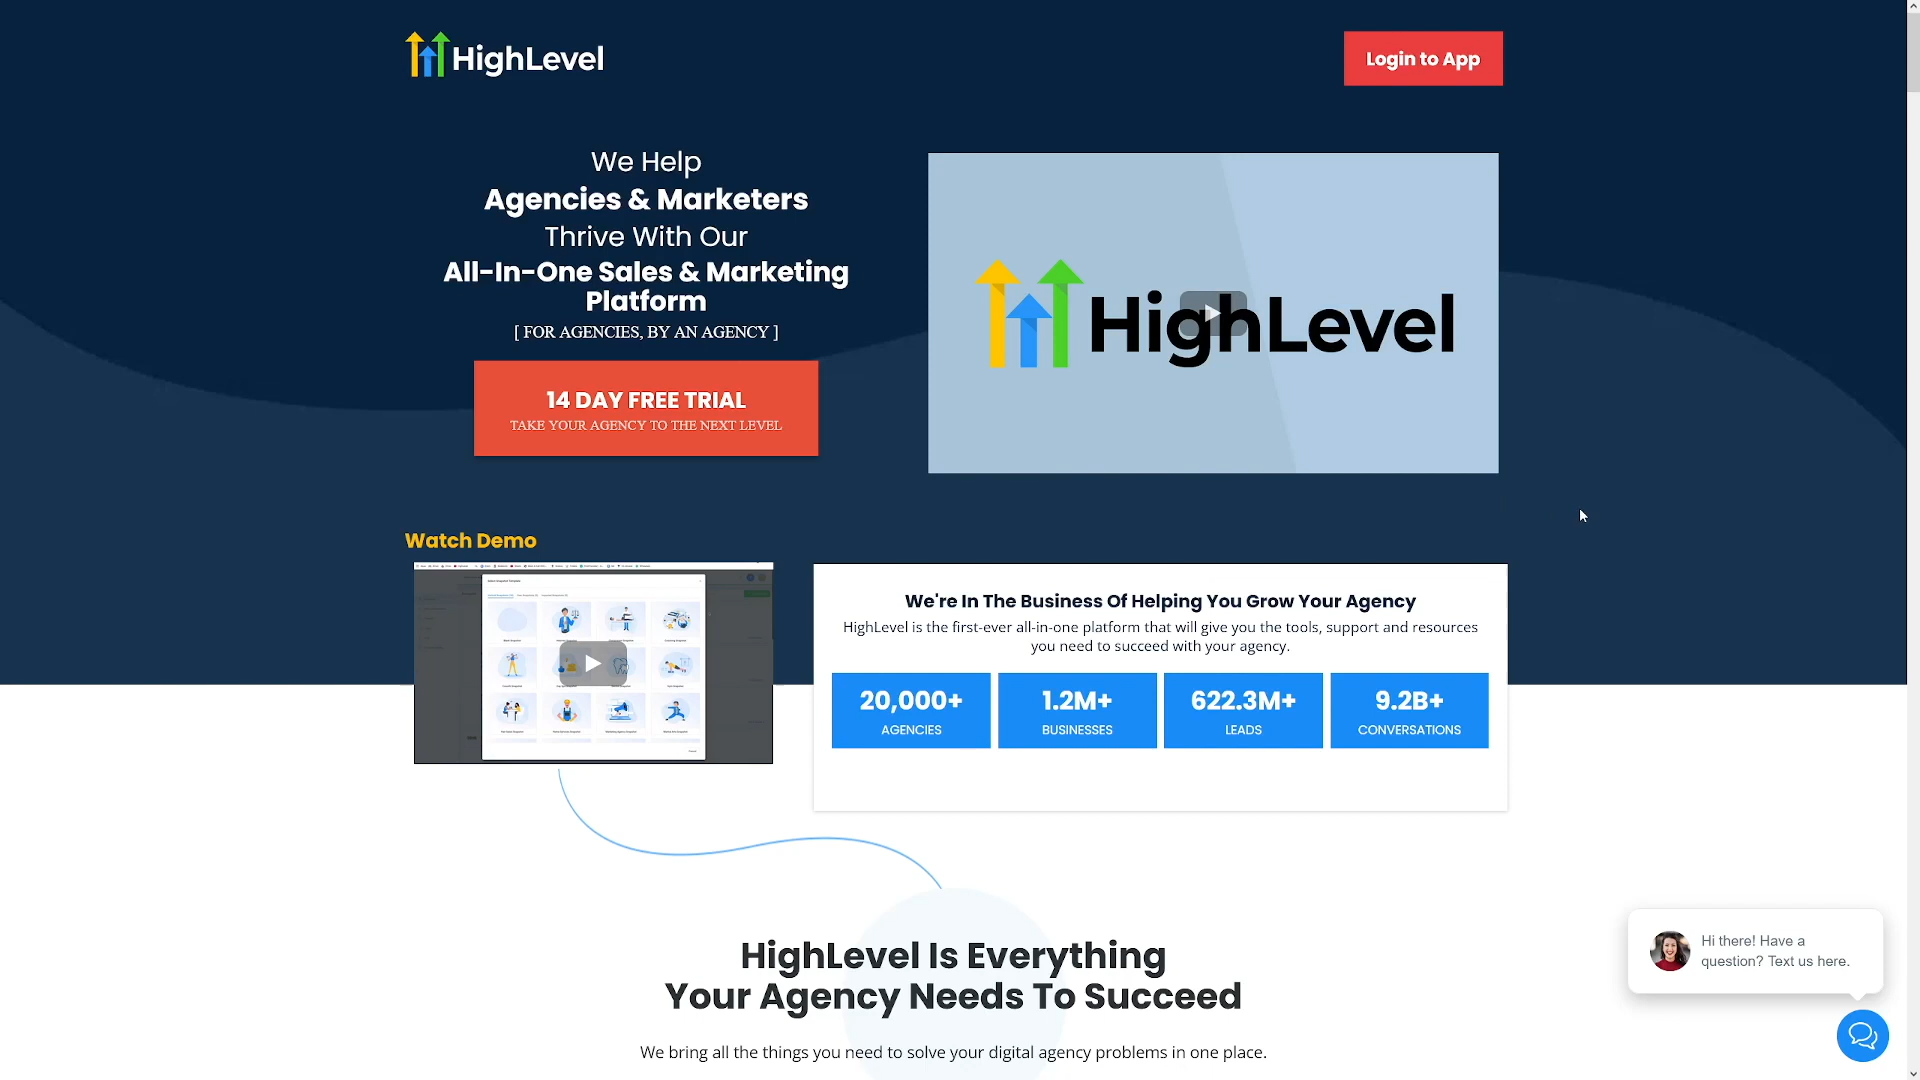 HighLevel
Login to App
We Help
Agencies & Marketers
Thrive With Our
All-In-One Sales & Marketing
Platform
[ FOR AGENCIES, BY AN AGENCY ]
14 DAY FREE TRIAL
TAKE YOUR AGENCY TO THE NEXT LEVEL
HighLevel
Watch Demo
We're In The Business Of Helping You Grow Your Agency
HighLevel is the first-ever all-in-one platform that will give you the tools, support and resources
you need to succeed with your agency.
20,000+
AGENCIES
1.2M+
BUSINESSES
622.3M+
LEADS
9.2B+
CONVERSATIONS
HighLevel Is Everything
Your Agency Needs To Succeed
We bring all the things you need to solve your digital agency problems in one place.
Hi there! Have a
question? Text us here.